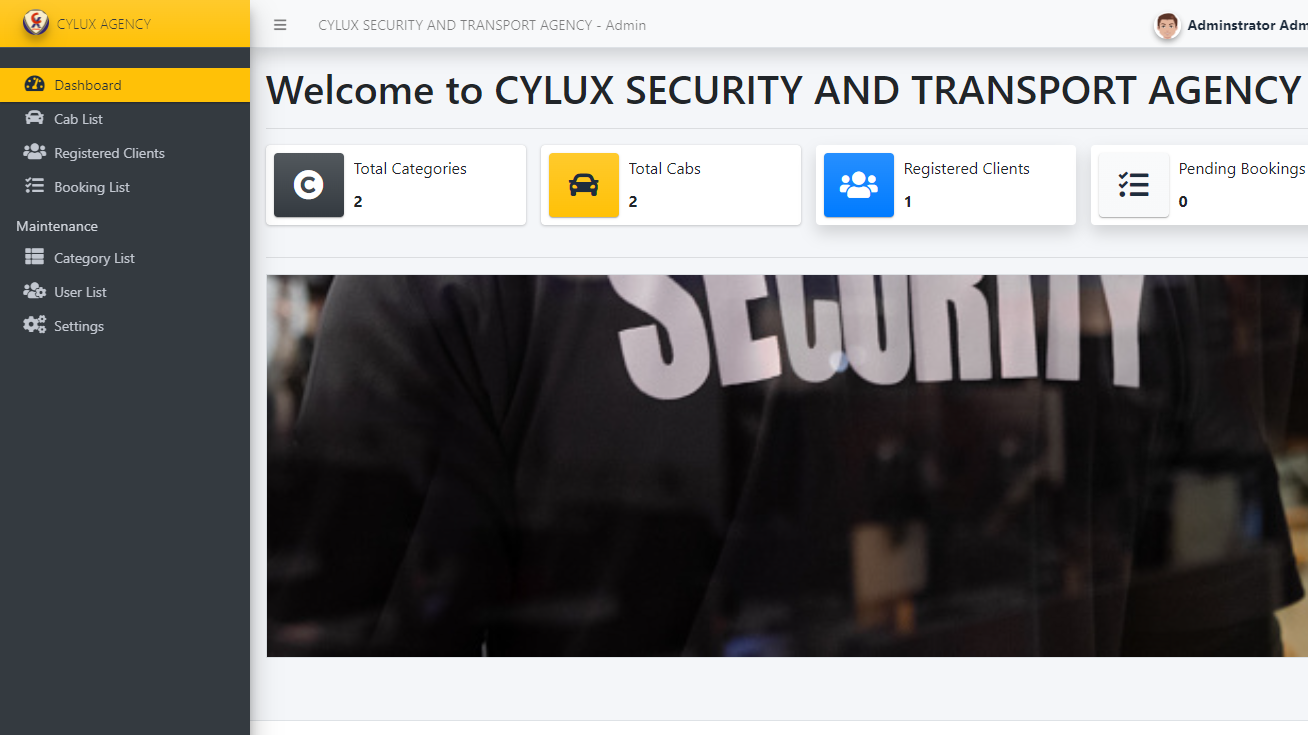 CYLUX AGENCY
CYLUX SECURITY AND TRANSPORT AGENCY - Admin
Adminstrator Adm
Dashboard
Cab List
Registered Clients
Booking List
Maintenance
Category List
User List
Settings
Welcome to CYLUX SECURITY AND TRANSPORT AGENCY
Total Categories
2
Total Cabs
2
Registered Clients
1
Pending Bookings
0
SECURITY